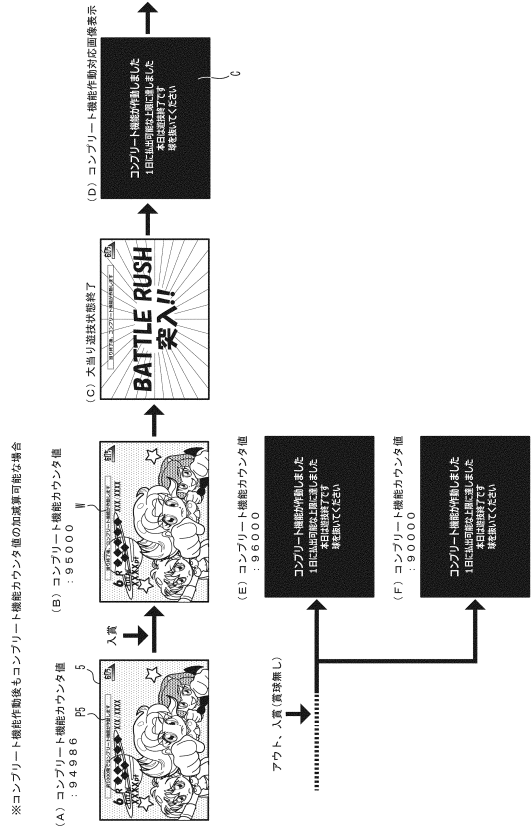 ※コンプリート機能作動後もコンプリート機能カウンタ値の加減算可能な場合
（A）コンプリート機能カウンタ値
：94986
P5
5
6R
XXXXpt
XXX/XXXX
入賞
（B）コンプリート機能カウンタ値
：95000
W
6R
XXXXpt
XXX/XXXX
（C）大当り遊技状態終了
BATTLE RUSH
突入!!
（D）コンプリート機能作動対応画像表示
コンプリート機能が作動しました
1日に払出可能な上限に達しました
本日は遊技終了です
球を抜いてください
C
アウト、入賞(賞球無し)
（E）コンプリート機能カウンタ値
：96000
コンプリート機能が作動しました
1日に払出可能な上限に達しました
本日は遊技終了です
球を抜いてください
（F）コンプリート機能カウンタ値
：90000
コンプリート機能が作動しました
1日に払出可能な上限に達しました
本日は遊技終了です
球を抜いてください